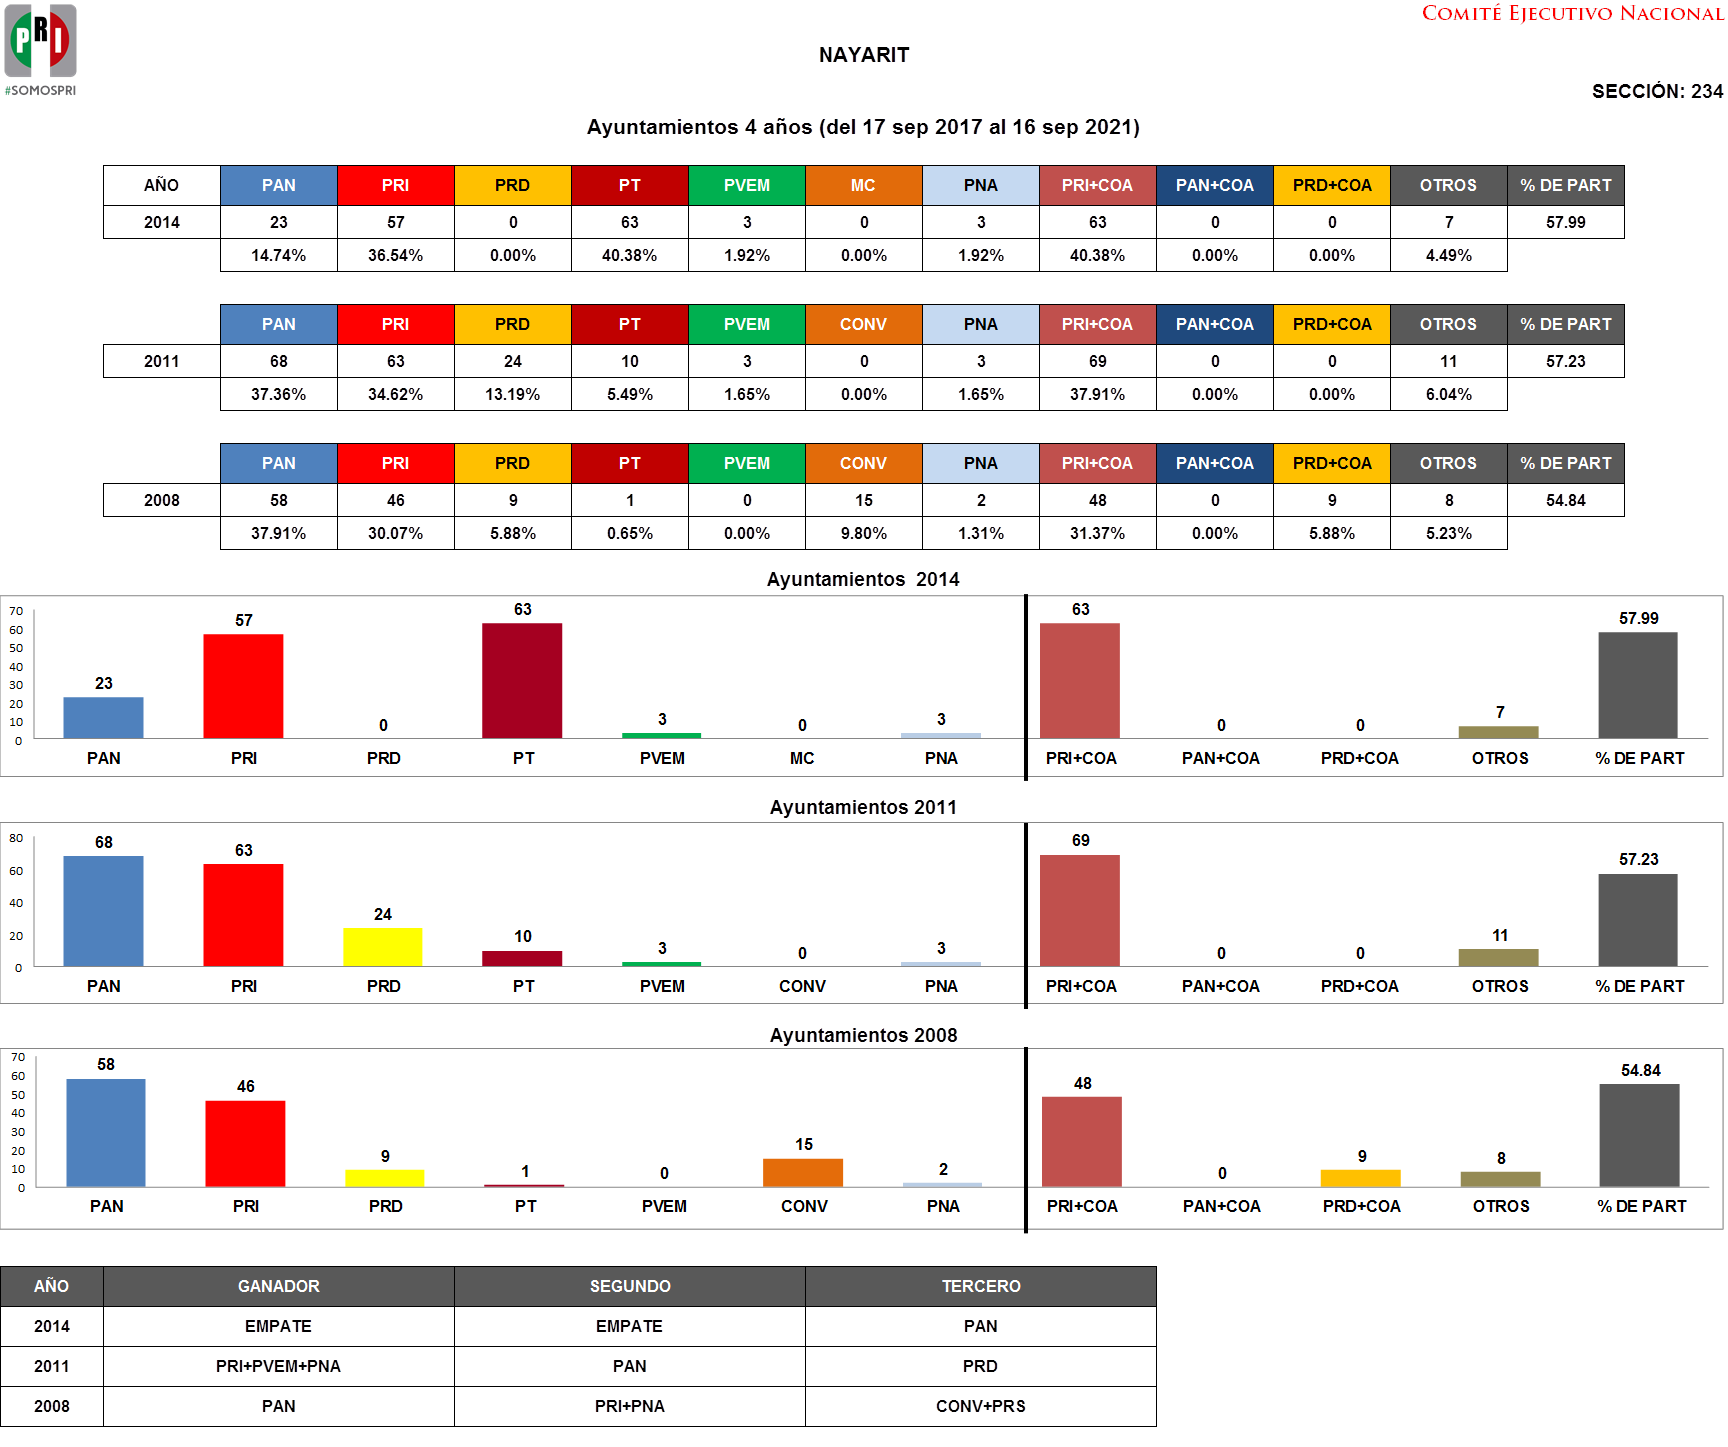 PRI
#SOMOSPRI
COMITÉ EJECUTIVO NACIONAL
NAYARIT
SECCIÓN: 234
Ayuntamientos 4 años (del 17 sep 2017 al 16 sep 2021)
AÑO PAN PRI PRD PT PVEM MC PNA PRI+COA PAN+COA PRD+COA OTROS % DE PART
2014 23 57 0 63 3 0 3 63 0 0 7 57.99
14.74% 36.54% 0.00% 40.38% 1.92% 0.00% 1.92% 40.38% 0.00% 0.00% 4.49%
PAN PRI PRD PT PVEM CONV PNA PRI+COA PAN+COA PRD+COA OTROS % DE PART
2011 68 63 24 10 3 0 3 69 0 0 11 57.23
37.36% 34.62% 13.19% 5.49% 1.65% 0.00% 1.65% 37.91% 0.00% 0.00% 6.04%
PAN PRI PRD PT PVEM CONV PNA PRI+COA PAN+COA PRD+COA OTROS % DE PART
2008 58 46 9 1 0 15 2 48 0 9 8 54.84
37.91% 30.07% 5.88% 0.65% 0.00% 9.80% 1.31% 31.37% 0.00% 5.88% 5.23%
Ayuntamientos 2014
70
60
50
40
30
20
10
0
23 57 0 63 3 0 3 63 0 0 7 57.99
PAN PRI PRD PT PVEM MC PNA PRI+COA PAN+COA PRD+COA OTROS % DE PART
Ayuntamientos 2011
80
60
40
20
0
68 63 24 10 3 0 3 69 0 0 11 57.23
PAN PRI PRD PT PVEM CONV PNA PRI+COA PAN+COA PRD+COA OTROS % DE PART
Ayuntamientos 2008
70
60
50
40
30
20
10
0
58 46 9 1 0 15 2 48 0 9 8 54.84
PAN PRI PRD PT PVEM CONV PNA PRI+COA PAN+COA PRD+COA OTROS % DE PART
AÑO GANADOR SEGUNDO TERCERO
2014 EMPATE EMPATE PAN
2011 PRI+PVEM+PNA PAN PRD
2008 PAN PRI+PNA CONV+PRS